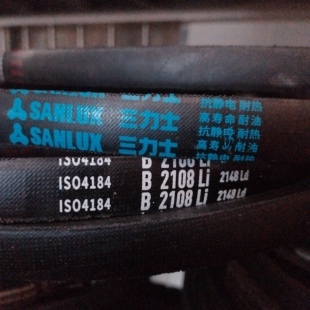 SANLUX 三力士 抗静电 耐热
SANLUX 三力士 高寿命 耐油
抗静电 耐热
高寿命 耐油
ISO4184 B 2108 Li
ISO4184 B 2108 Li 2148 Ld